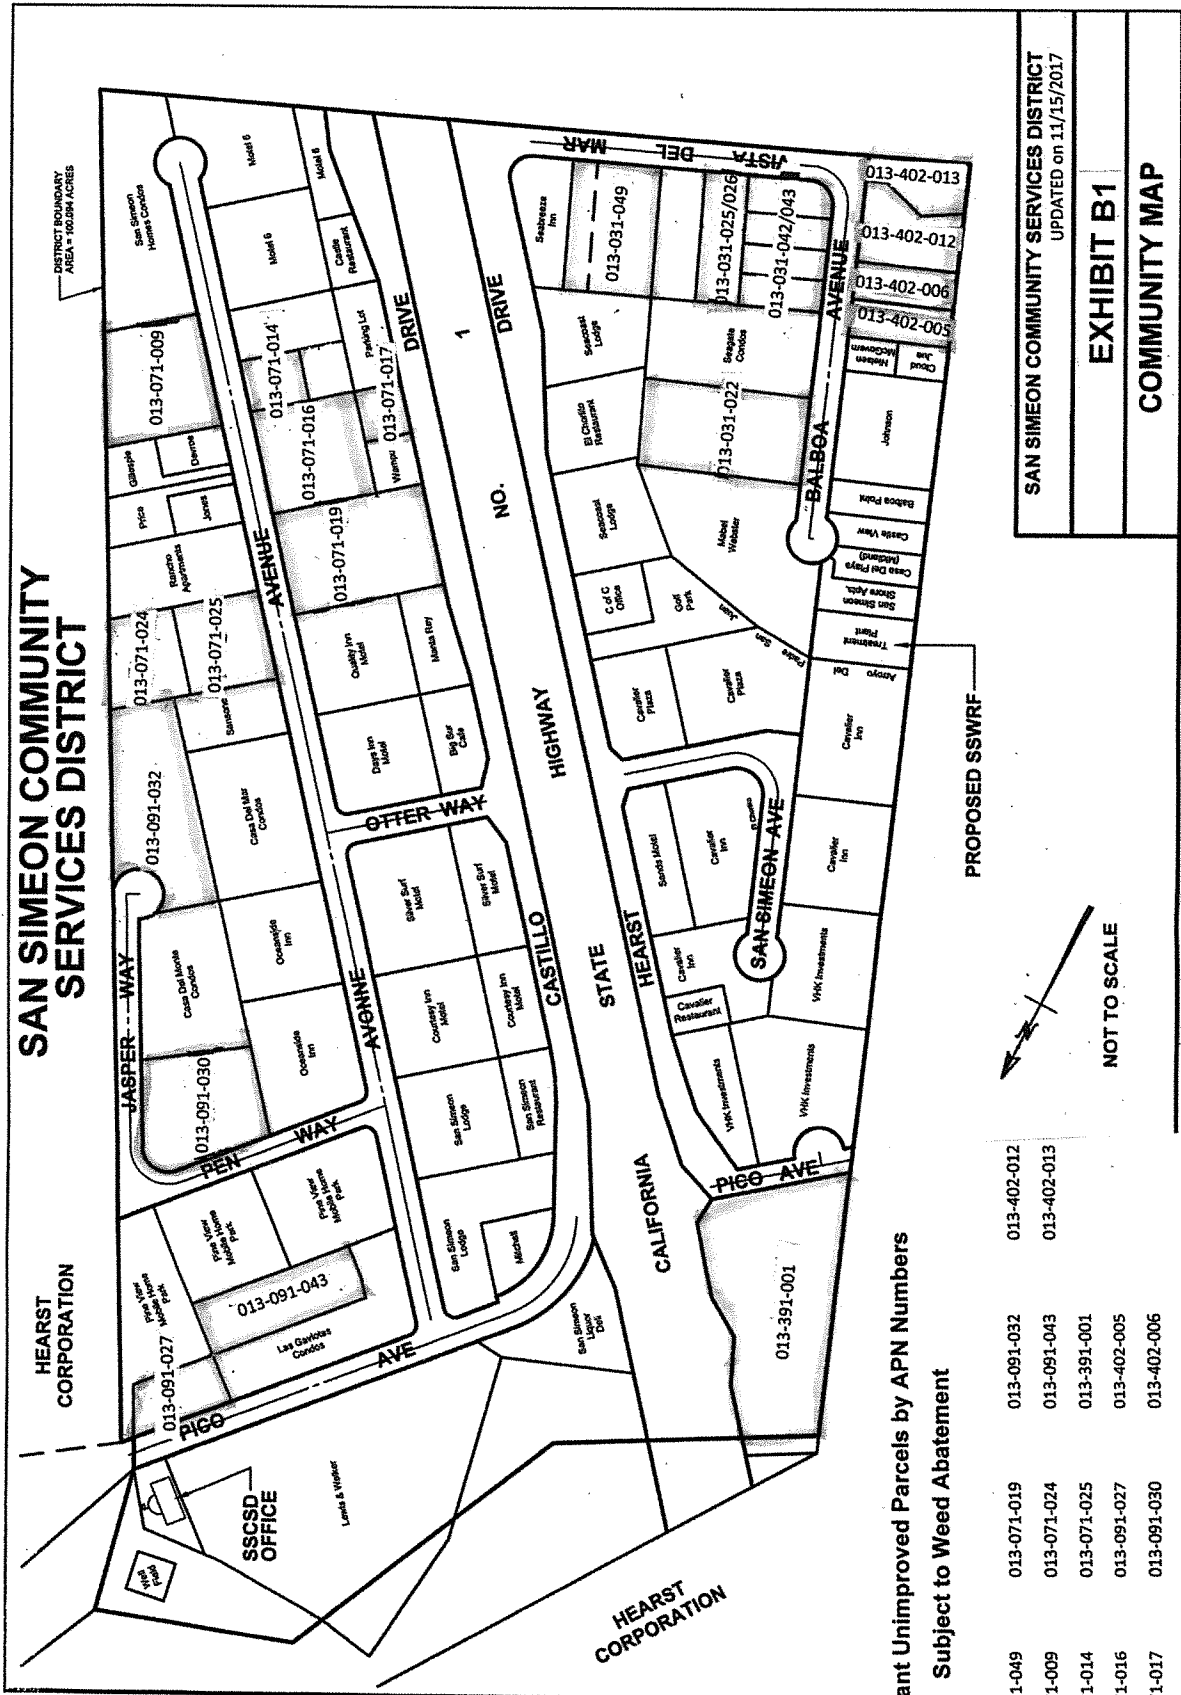 SAN SIMEON COMMUNITY
SERVICES DISTRICT
HEARST
CORPORATION
DISTRICT BOUNDARY
AREA = 100.094 ACRES
JASPER WAY
PEN WAY
AVONNE AVENUE
OTTER WAY
PICO AVE
CASTILLO DRIVE
CALIFORNIA STATE HIGHWAY NO. 1
HEARST DRIVE
VISTA DEL MAR
BALBOA AVENUE
SAN SIMEON AVE
PICO AVE
San Simeon
Homes Condos
Motel 6
Motel 6
Motel 6
Castle
Restaurant
Parking Lot
013-071-009
013-071-014
013-071-016
013-071-017
Wampu
013-071-019
Gillespie
Devroe
Price
Jones
Rancho
Apartments
013-071-024
013-071-025
Sansone
013-091-032
Casa Del Mar
Condos
Oceanside
Inn
Oceanside
Inn
Casa Del Monte
Condos
013-091-030
Quality Inn
Motel
Manta Rey
Days Inn
Motel
Big Sur
Cafe
Silver Surf
Motel
Silver Surf
Motel
Courtesy Inn
Motel
Courtesy Inn
Motel
San Simeon
Lodge
San Simeon
Restaurant
San Simeon
Lodge
Mitchell
Pine View
Mobile Home
Park
Pine View
Mobile Home
Park
Pine View
Mobile Home
Park
013-091-043
Las Gaviotas
Condos
013-091-027
Well
Field
SSCSD
OFFICE
Lewis & Walker
San Simeon
Liquor
Deli
HEARST
CORPORATION
Seabreeze
Inn
013-031-049
013-031-025/026
013-031-042/043
Seacoast
Lodge
Seagate
Condos
El Chorlito
Restaurant
013-031-022
Seacoast
Lodge
Mabel
Webster
C of C
Office
Golf
Park
Padre San Juan
Arroyo Del
Cavalier
Plaza
Cavalier
Plaza
Sands Motel
Cavalier
Inn
El Chorlito
Cavalier
Inn
Cavalier
Restaurant
VHK Investments
VHK Investments
VHK Investments
Cavalier
Inn
Cavalier
Inn
013-391-001
013-402-013
013-402-012
013-402-006
013-402-005
Nielsen
McGovern
Cloud
Jua
Johnson
Balboa Point
Castle View
Casa Del Playa
(Midland)
San Simeon
Shore Apts.
Treatment
Plant
PROPOSED SSWRF
NOT TO SCALE
SAN SIMEON COMMUNITY SERVICES DISTRICT
UPDATED on 11/15/2017
EXHIBIT B1
COMMUNITY MAP
ant Unimproved Parcels by APN Numbers
Subject to Weed Abatement
1-049 013-071-019 013-091-032 013-402-012
1-009 013-071-024 013-091-043 013-402-013
1-014 013-071-025 013-391-001
1-016 013-091-027 013-402-005
1-017 013-091-030 013-402-006